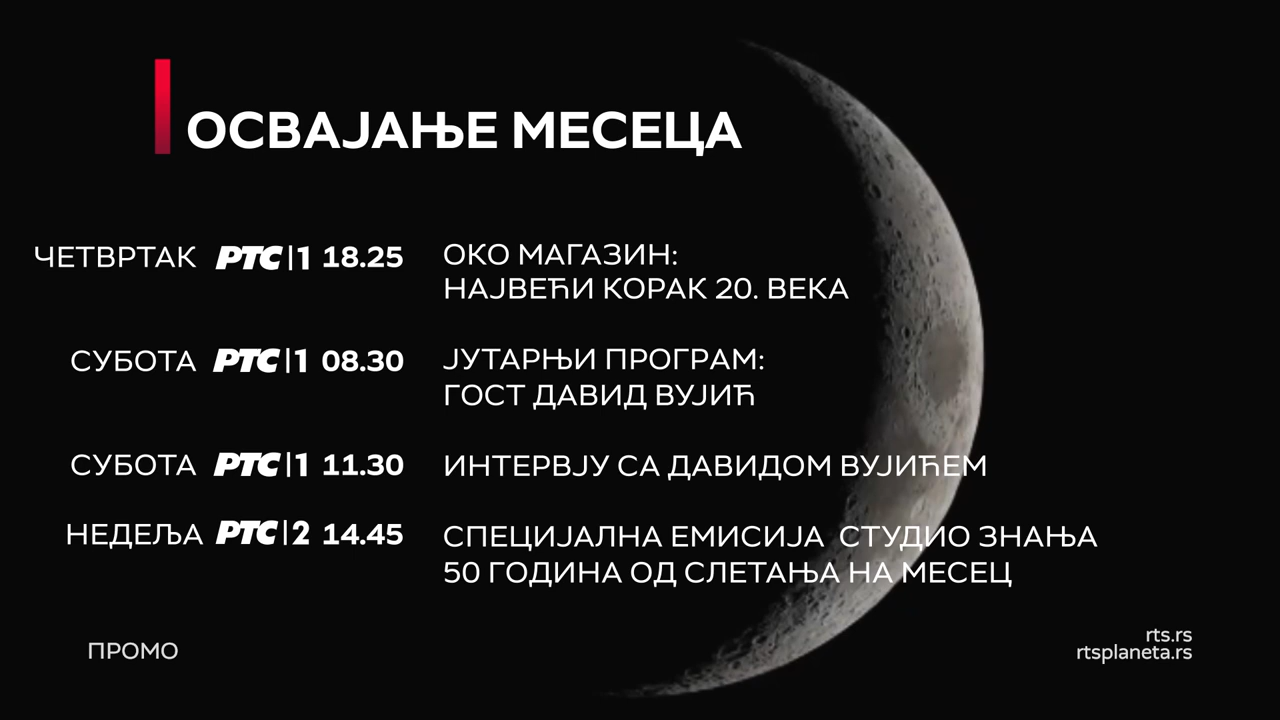 ОСВАЈАЊЕ МЕСЕЦА
ЧЕТВРТАК РТС|1 18.25 ОКО МАГАЗИН:
НАЈВЕЋИ КОРАК 20. ВЕКА
СУБОТА РТС|1 08.30 ЈУТАРЊИ ПРОГРАМ:
ГОСТ ДАВИД ВУЈИЋ
СУБОТА РТС|1 11.30 ИНТЕРВЈУ СА ДАВИДОМ ВУЈИЋЕМ
НЕДЕЉА РТС|2 14.45 СПЕЦИЈАЛНА ЕМИСИЈА СТУДИО ЗНАЊА
50 ГОДИНА ОД СЛЕТАЊА НА МЕСЕЦ
ПРОМО
rts.rs
rtsplaneta.rs